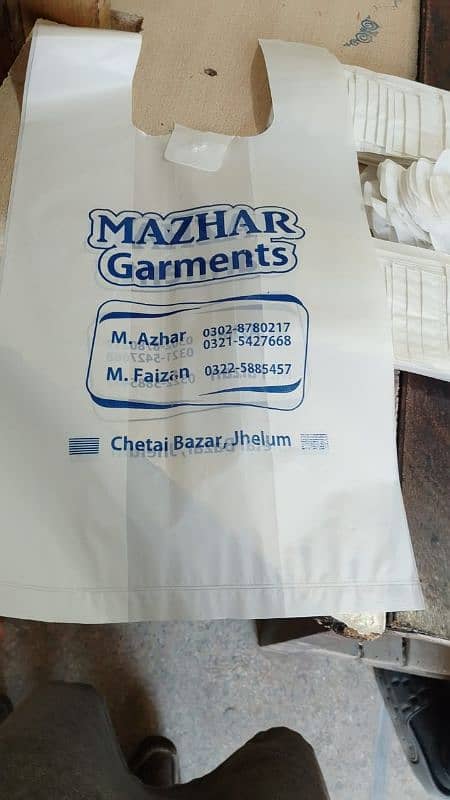 MAZHAR
Garments
M. Azhar 0302-8780217
0321-5427668
M. Faizan 0322-5885457
Chetai Bazar, Jhelum